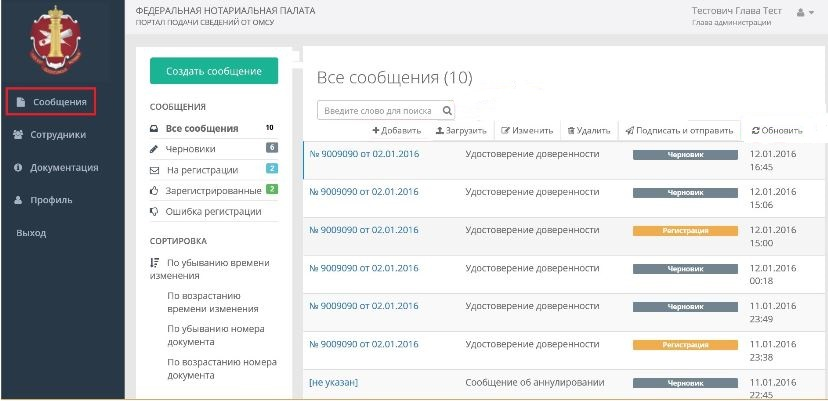 ФЕДЕРАЛЬНАЯ НОТАРИАЛЬНАЯ ПАЛАТА
ПОРТАЛ ПОДАЧИ СВЕДЕНИЙ ОТ ОМСУ
Тестович Глава Тест
Глава администрации
Сообщения
Сотрудники
Документация
Профиль
Выход
Создать сообщение
СООБЩЕНИЯ
Все сообщения 10
Черновики 6
На регистрации 2
Зарегистрированные 2
Ошибка регистрации
СОРТИРОВКА
По убыванию времени
изменения
По возрастанию
времени изменения
По убыванию номера
документа
По возрастанию номера
документа
Все сообщения (10)
Введите слово для поиска
Добавить Загрузить Изменить Удалить Подписать и отправить Обновить
№ 9009090 от 02.01.2016 Удостоверение доверенности Черновик 12.01.2016
16:45
№ 9009090 от 02.01.2016 Удостоверение доверенности Черновик 12.01.2016
15:06
№ 9009090 от 02.01.2016 Удостоверение доверенности Регистрация 12.01.2016
15:00
№ 9009090 от 02.01.2016 Удостоверение доверенности Черновик 12.01.2016
00:18
№ 9009090 от 02.01.2016 Удостоверение доверенности Черновик 11.01.2016
23:49
№ 9009090 от 02.01.2016 Удостоверение доверенности Регистрация 11.01.2016
23:38
[не указан] Сообщение об аннулировании Черновик 11.01.2016
22:45